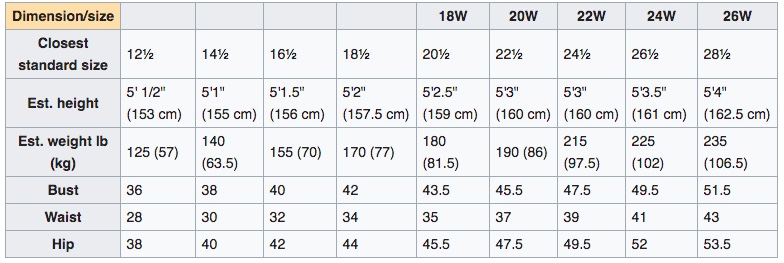 Dimension/size 18W 20W 22W 24W 26W
Closest
standard size 12½ 14½ 16½ 18½ 20½ 22½ 24½ 26½ 28½
Est. height 5' 1/2" 5'1" 5'1.5" 5'2" 5'2.5" 5'3" 5'3" 5'3.5" 5'4"
(153 cm) (155 cm) (156 cm) (157.5 cm) (159 cm) (160 cm) (160 cm) (161 cm) (162.5 cm)
Est. weight lb 140 180 215 225 235
(kg) 125 (57) (63.5) 155 (70) 170 (77) (81.5) 190 (86) (97.5) (102) (106.5)
Bust 36 38 40 42 43.5 45.5 47.5 49.5 51.5
Waist 28 30 32 34 35 37 39 41 43
Hip 38 40 42 44 45.5 47.5 49.5 52 53.5